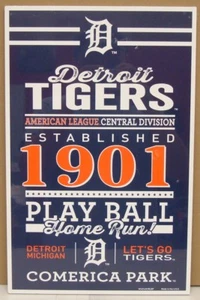 D
Detroit
TIGERS
AMERICAN LEAGUE CENTRAL DIVISION
ESTABLISHED
1901
PLAY BALL
Home Run!
DETROIT
MICHIGAN
D
LET'S GO
TIGERS.
COMERICA PARK